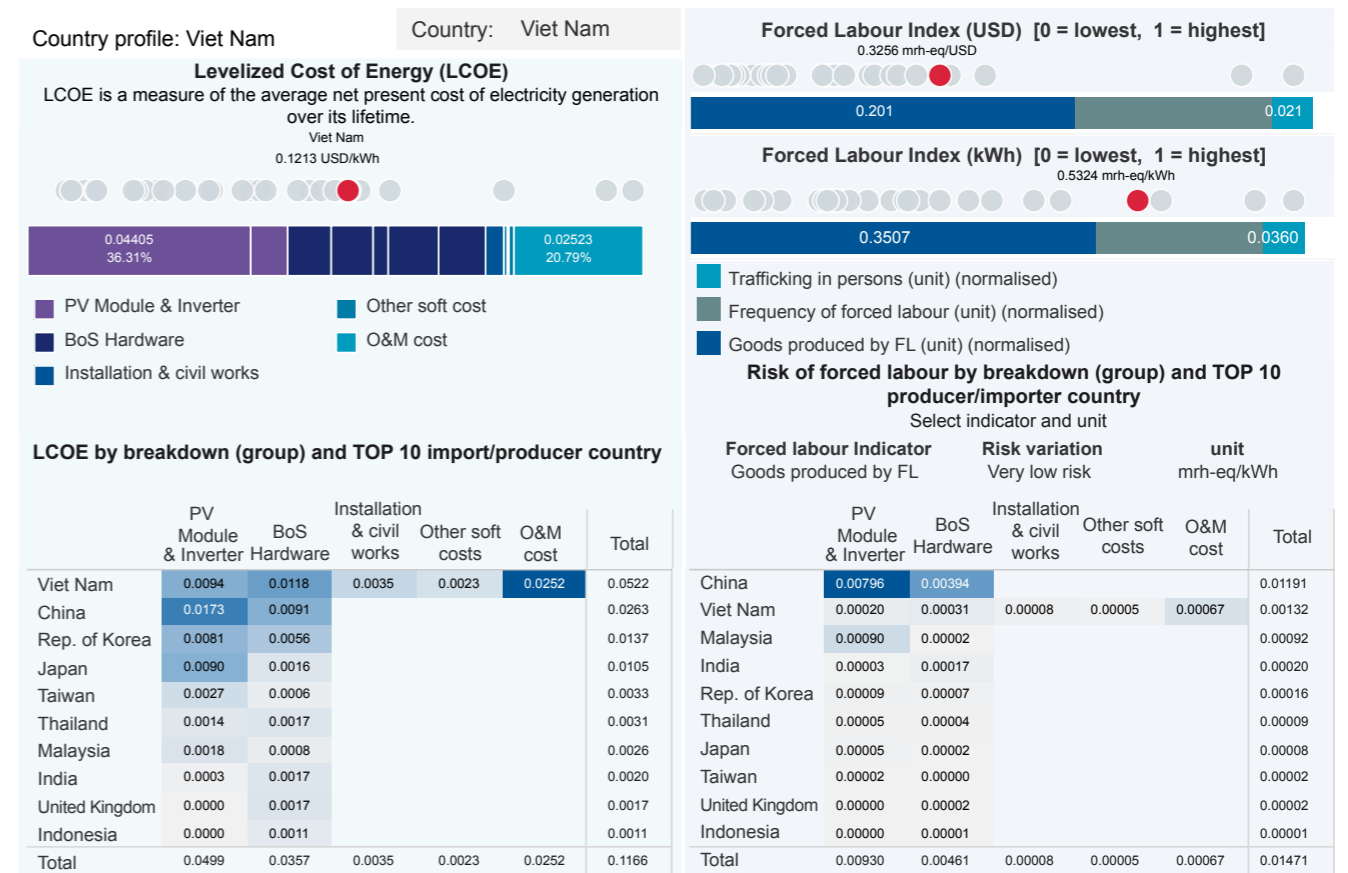 Country profile: Viet Nam
Country: Viet Nam
Levelized Cost of Energy (LCOE)
LCOE is a measure of the average net present cost of electricity generation
over its lifetime.
Viet Nam
0.1213 USD/kWh
0.04405
36.31%
0.02523
20.79%
PV Module & Inverter
BoS Hardware
Installation & civil works
Other soft cost
O&M cost
LCOE by breakdown (group) and TOP 10 import/producer country
PV
Module
& Inverter
BoS
Hardware
Installation
& civil
works
Other soft
costs
O&M
cost
Total
Viet Nam 0.0094 0.0118 0.0035 0.0023 0.0252 0.0522
China 0.0173 0.0091 0.0263
Rep. of Korea 0.0081 0.0056 0.0137
Japan 0.0090 0.0016 0.0105
Taiwan 0.0027 0.0006 0.0033
Thailand 0.0014 0.0017 0.0031
Malaysia 0.0018 0.0008 0.0026
India 0.0003 0.0017 0.0020
United Kingdom 0.0000 0.0017 0.0017
Indonesia 0.0000 0.0011 0.0011
Total 0.0499 0.0357 0.0035 0.0023 0.0252 0.1166
Forced Labour Index (USD) [0 = lowest, 1 = highest]
0.3256 mrh-eq/USD
0.201 0.021
Forced Labour Index (kWh) [0 = lowest, 1 = highest]
0.5324 mrh-eq/kWh
0.3507 0.0360
Trafficking in persons (unit) (normalised)
Frequency of forced labour (unit) (normalised)
Goods produced by FL (unit) (normalised)
Risk of forced labour by breakdown (group) and TOP 10
producer/importer country
Select indicator and unit
Forced labour Indicator Risk variation unit
Goods produced by FL Very low risk mrh-eq/kWh
PV
Module
& Inverter
BoS
Hardware
Installation
& civil
works
Other soft
costs
O&M
cost
Total
China 0.00796 0.00394 0.01191
Viet Nam 0.00020 0.00031 0.00008 0.00005 0.00067 0.00132
Malaysia 0.00090 0.00002 0.00092
India 0.00003 0.00017 0.00020
Rep. of Korea 0.00009 0.00007 0.00016
Thailand 0.00005 0.00004 0.00009
Japan 0.00005 0.00002 0.00008
Taiwan 0.00002 0.00000 0.00002
United Kingdom 0.00000 0.00002 0.00002
Indonesia 0.00000 0.00001 0.00001
Total 0.00930 0.00461 0.00008 0.00005 0.00067 0.01471